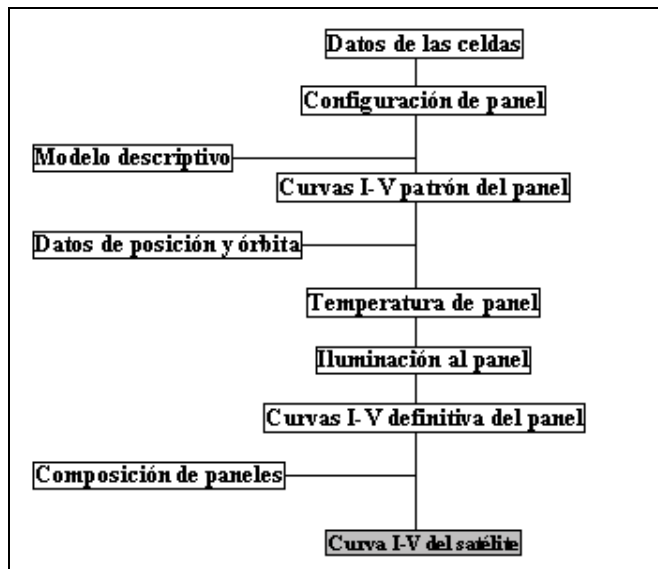 Datos de las celdas
Configuración de panel
Modelo descriptivo
Curvas I-V patrón del panel
Datos de posición y órbita
Temperatura de panel
Iluminación al panel
Curvas I-V definitiva del panel
Composición de paneles
Curva I-V del satélite